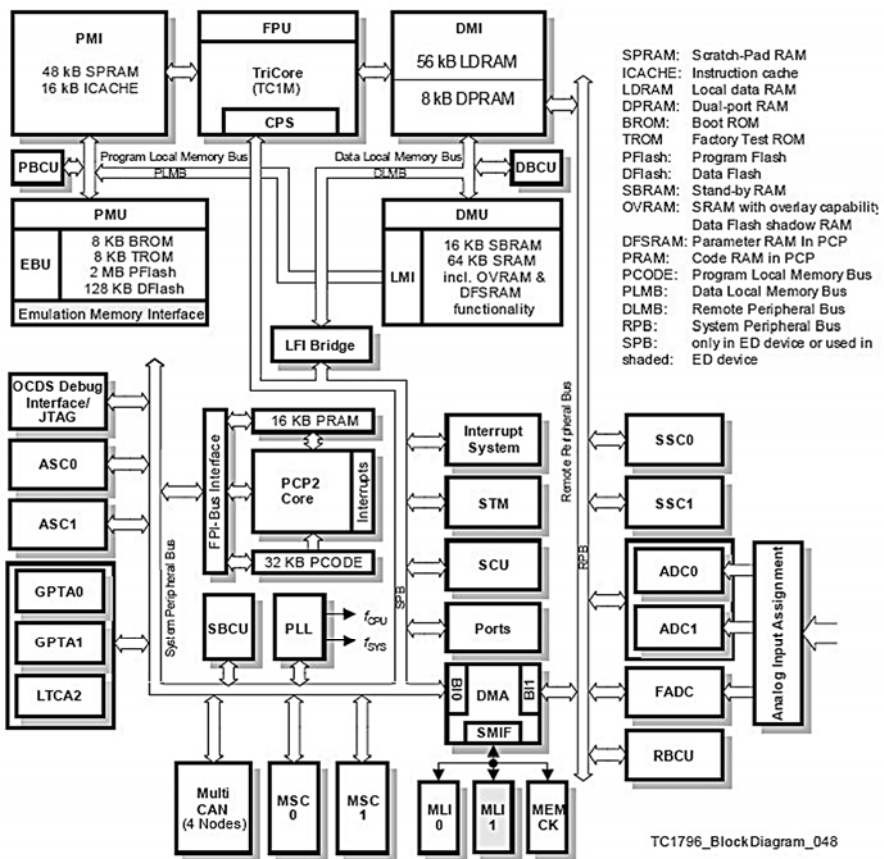 PMI
48 kB SPRAM
16 kB ICACHE
FPU
TriCore
(TC1M)
CPS
DMI
56 kB LDRAM
8 kB DPRAM
SPRAM: Scratch-Pad RAM
ICACHE: Instruction cache
LDRAM Local data RAM
DPRAM: Dual-port RAM
BROM: Boot ROM
TROM Factory Test ROM
PFlash: Program Flash
DFlash: Data Flash
SBRAM: Stand-by RAM
OVRAM: SRAM with overlay capability
Data Flash shadow RAM
DFSRAM: Parameter RAM In PCP
PRAM: Code RAM in PCP
PCODE: Program Local Memory Bus
PLMB: Data Local Memory Bus
DLMB: Remote Peripheral Bus
RPB: System Peripheral Bus
SPB: only in ED device or used in
shaded: ED device
PBCU
Program Local Memory Bus
PLMB
Data Local Memory Bus
DLMB
DBCU
PMU
EBU
8 KB BROM
8 KB TROM
2 MB PFlash
128 KB DFlash
Emulation Memory Interface
DMU
LMI
16 KB SBRAM
64 KB SRAM
incl. OVRAM &
DFSRAM
functionality
LFI Bridge
OCDS Debug
Interface/
JTAG
ASC0
ASC1
GPTA0
GPTA1
LTCA2
System Peripheral Bus
FPI-Bus Interface
16 KB PRAM
PCP2
Core
Interrupts
32 KB PCODE
SBCU
PLL
fCPU
fSYS
SPB
Interrupt
System
STM
SCU
Ports
BI0
DMA
BI1
SMIF
Remote Peripheral Bus
RPB
SSC0
SSC1
ADC0
ADC1
FADC
RBCU
Analog Input Assignment
Multi
CAN
(4 Nodes)
MSC
0
MSC
1
MLI
0
MLI
1
MEM
CK
TC1796_BlockDiagram_048